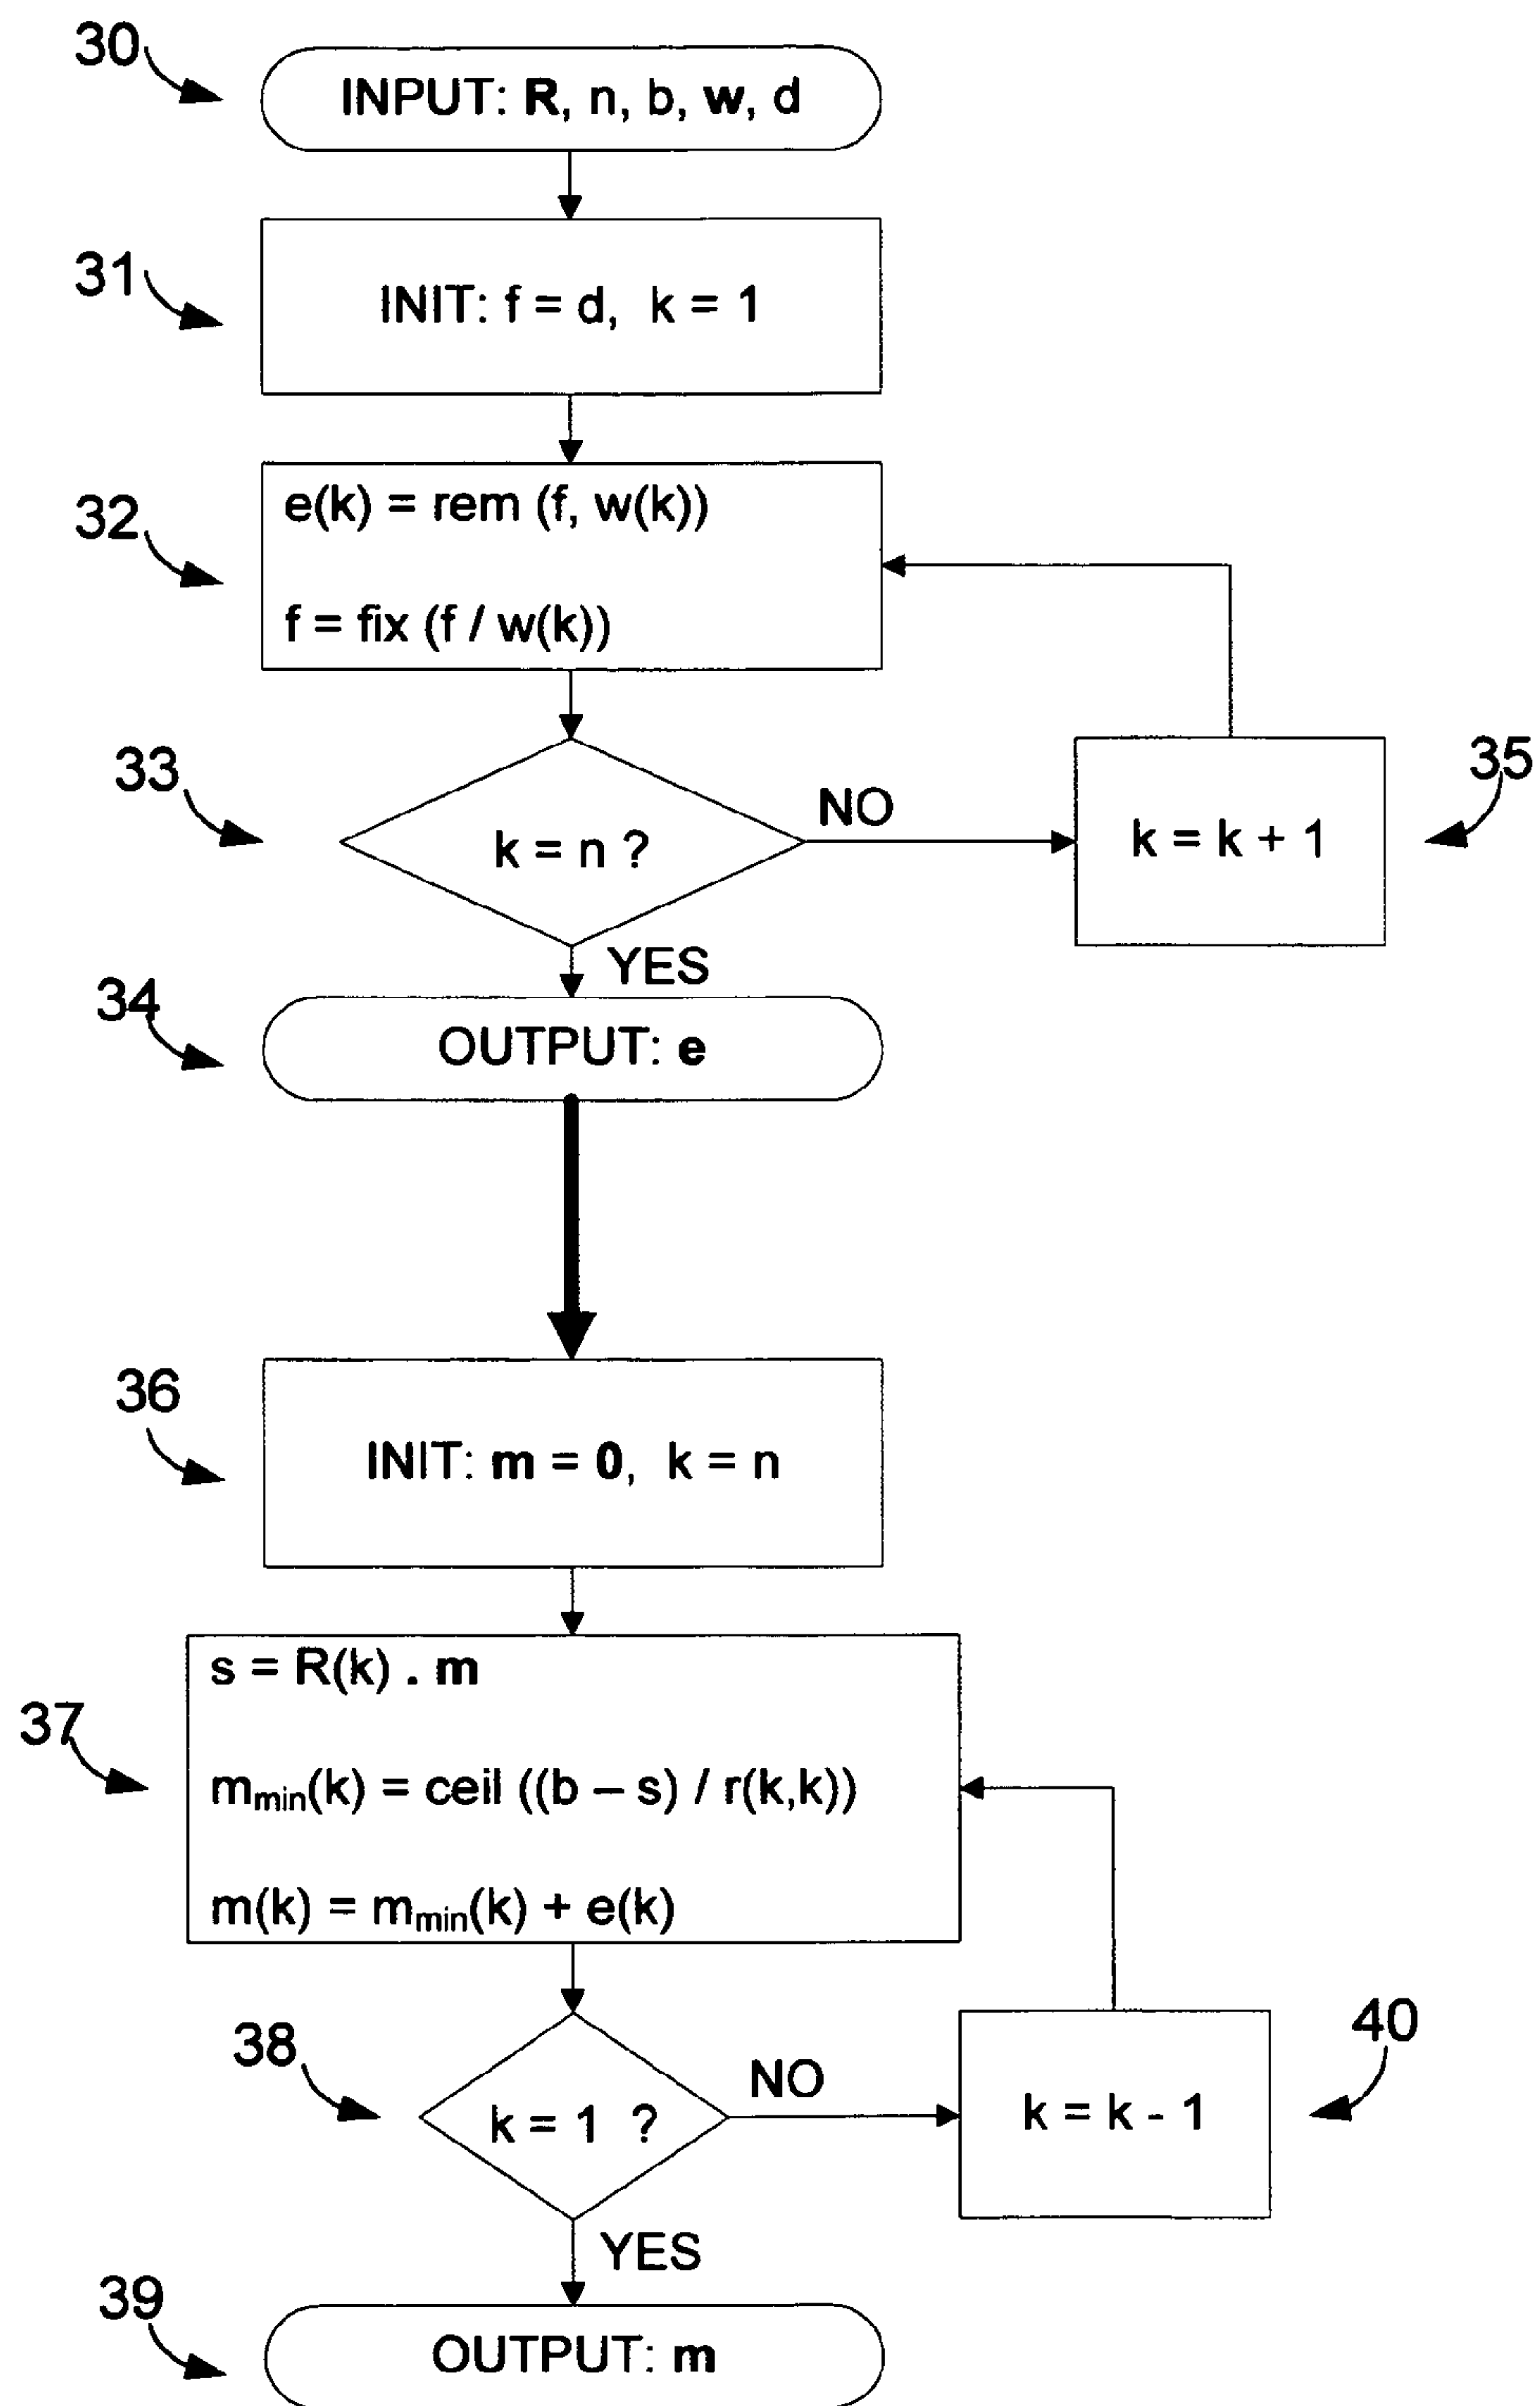 30
INPUT: R, n, b, w, d
31
INIT: f = d, k = 1
32
e(k) = rem (f, w(k))
f = fix (f / w(k))
33
k = n ?
NO
k = k + 1
35
YES
34
OUTPUT: e
36
INIT: m = 0, k = n
37
s = R(k) . m
mmin(k) = ceil ((b – s) / r(k,k))
m(k) = mmin(k) + e(k)
38
k = 1 ?
NO
k = k - 1
40
YES
39
OUTPUT: m